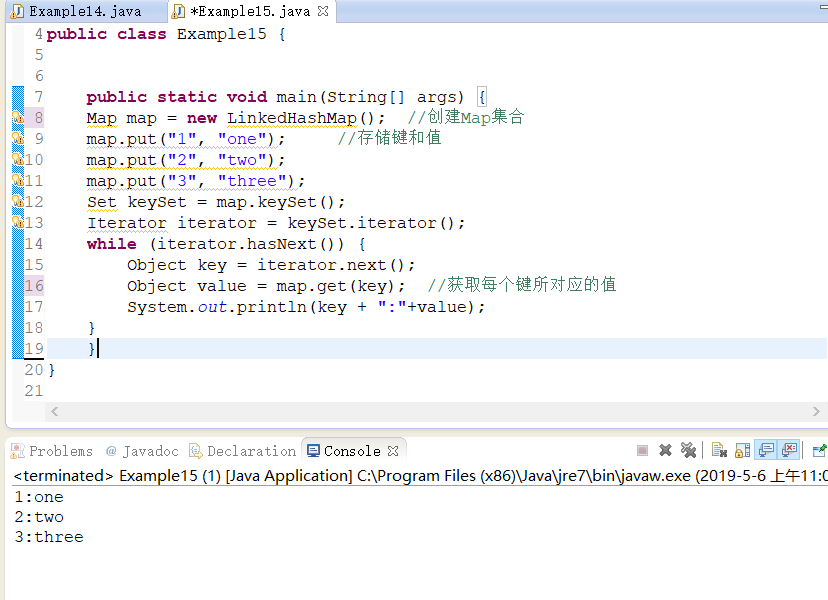 Example14.java *Example15.java
4 public class Example15 {
5
6
7 public static void main(String[] args) {
8 Map map = new LinkedHashMap(); //创建Map集合
9 map.put("1", "one"); //存储键和值
10 map.put("2", "two");
11 map.put("3", "three");
12 Set keySet = map.keySet();
13 Iterator iterator = keySet.iterator();
14 while (iterator.hasNext()) {
15 Object key = iterator.next();
16 Object value = map.get(key); //获取每个键所对应的值
17 System.out.println(key + ":"+value);
18 }
19 }
20 }
21
Problems @ Javadoc Declaration Console
<terminated> Example15 (1) [Java Application] C:\Program Files (x86)\Java\jre7\bin\javaw.exe (2019-5-6 上午11:0
1:one
2:two
3:three